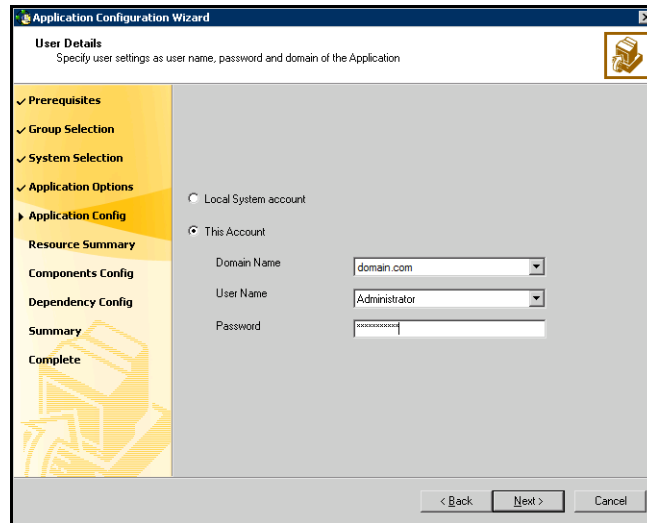 Application Configuration Wizard
User Details
Specify user settings as user name, password and domain of the Application
Prerequisites
Group Selection
System Selection
Application Options
Application Config
Resource Summary
Components Config
Dependency Config
Summary
Complete
Local System account
This Account
Domain Name
domain.com
User Name
Administrator
Password
xxxxxxxxxxx
< Back
Next >
Cancel